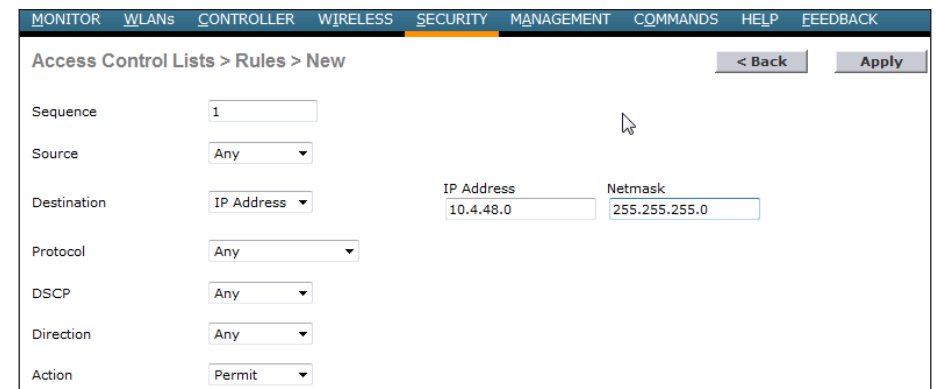 MONITOR WLANs CONTROLLER WIRELESS SECURITY MANAGEMENT COMMANDS HELP FEEDBACK
Access Control Lists > Rules > New < Back Apply
Sequence 1
Source Any
IP Address Netmask
Destination IP Address 10.4.48.0 255.255.255.0
Protocol Any
DSCP Any
Direction Any
Action Permit